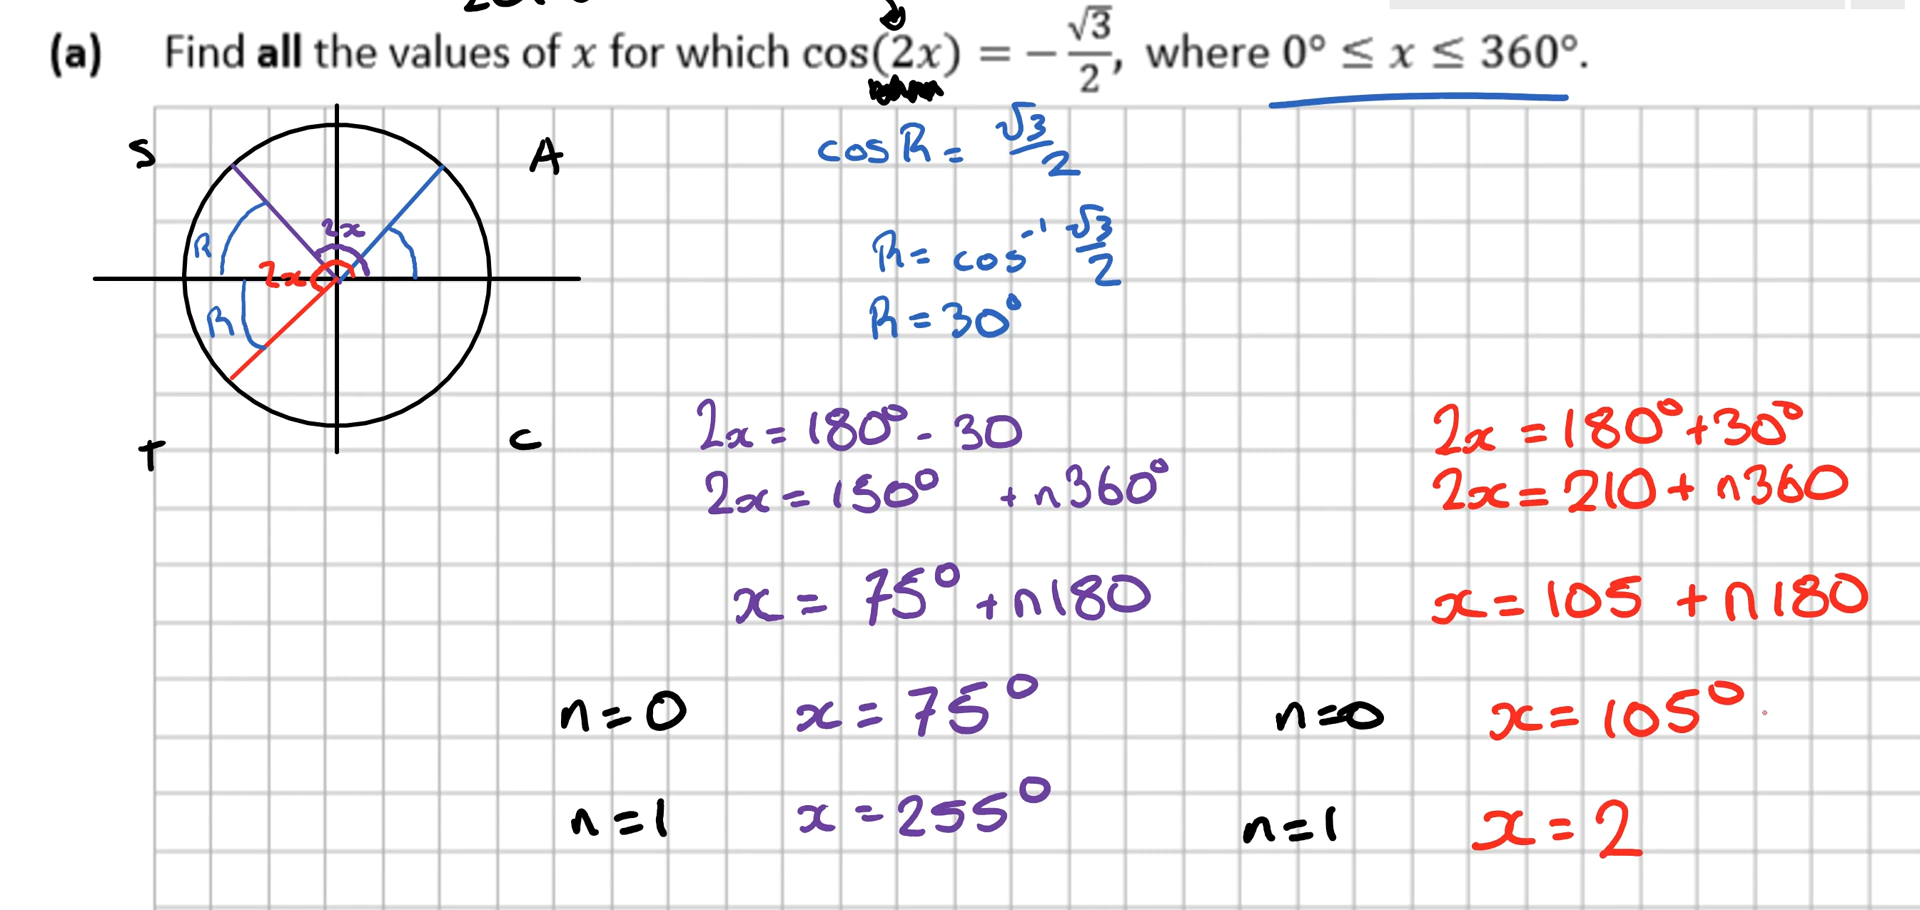 (a) Find all the values of x for which cos(2x) = −√3/2, where 0° ≤ x ≤ 360°.
S
A
cos R = √3/2
2x
R
2x
R = cos⁻¹ √3/2
R
R = 30°
T
C
2x = 180° - 30
2x = 150° + n360°
x = 75° + n180
2x = 180° + 30°
2x = 210 + n360
x = 105 + n180
n = 0 x = 75°
n = 1 x = 255°
n = 0 x = 105°
n = 1 x = 2